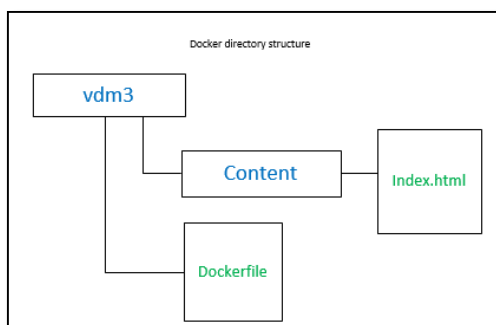 Docker directory structure
vdm3
Content
Index.html
Dockerfile